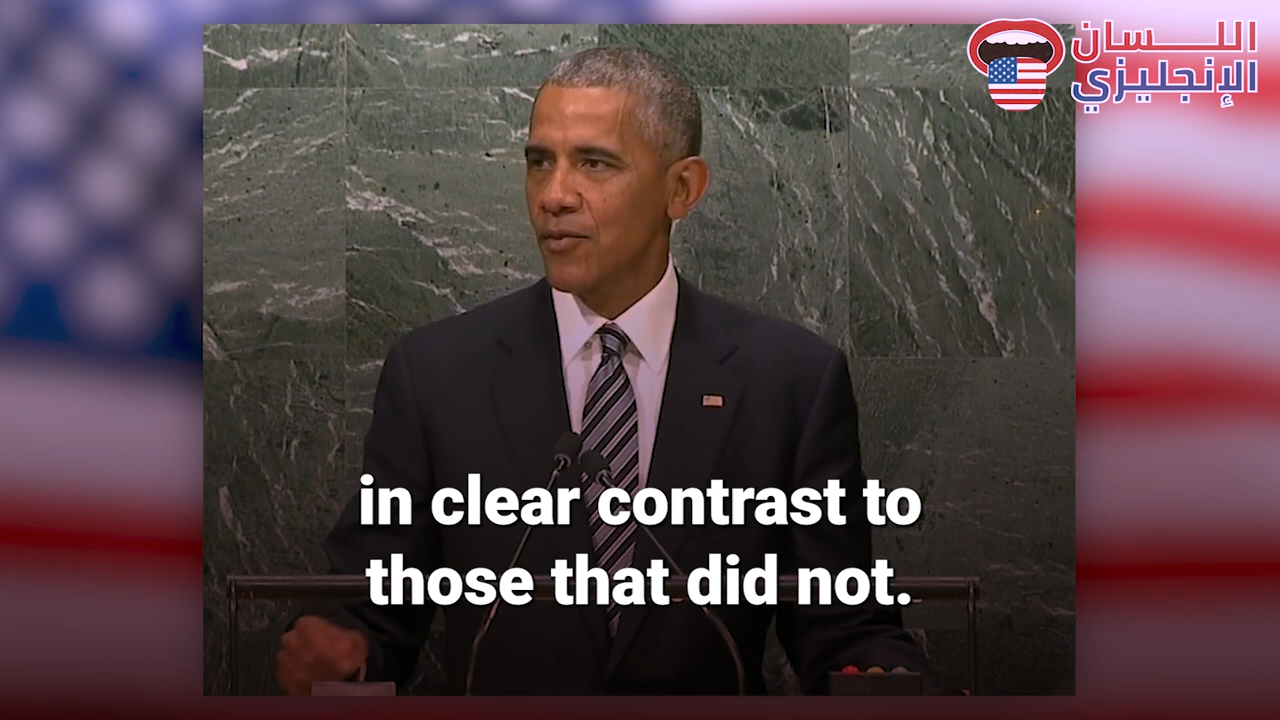 اللسان
الإنجليزي
in clear contrast to
those that did not.